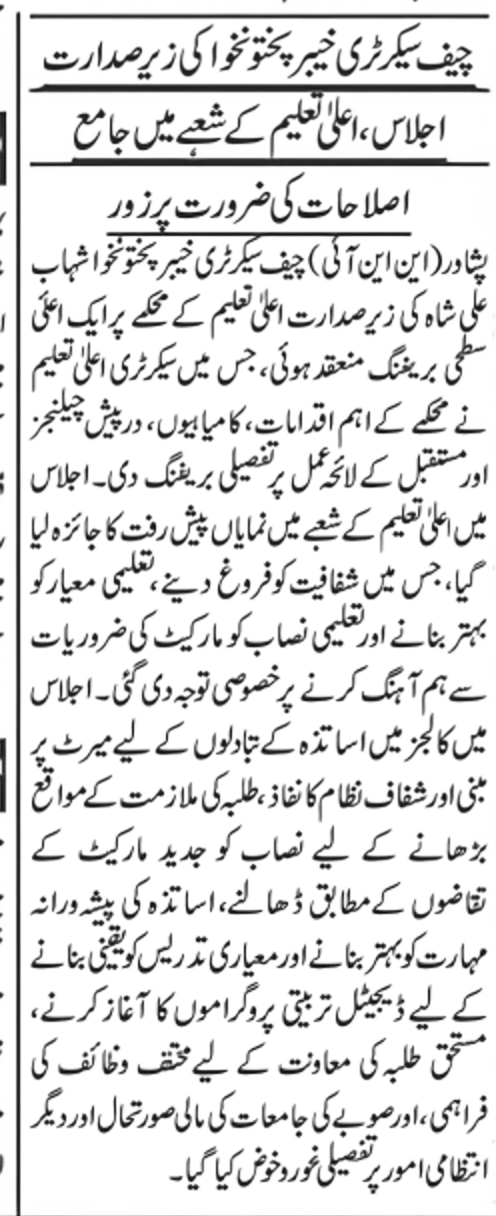 چیف سیکرٹری خیبر پختونخوا کی زیر صدارت
اجلاس، اعلیٰ تعلیم کے شعبے میں جامع
اصلاحات کی ضرورت پر زور
پشاور (این این آئی) چیف سیکرٹری خیبر پختونخوا شہاب
علی شاہ کی زیر صدارت اعلیٰ تعلیم کے محکمے پر ایک اعلیٰ
سطحی بریفنگ منعقد ہوئی، جس میں سیکرٹری اعلیٰ تعلیم
نے محکمے کے اہم اقدامات، کامیابیوں، درپیش چیلنجز
اور مستقبل کے لائحہ عمل پر تفصیلی بریفنگ دی۔ اجلاس
میں اعلیٰ تعلیم کے شعبے میں نمایاں پیش رفت کا جائزہ لیا
گیا، جس میں شفافیت کو فروغ دینے، تعلیمی معیار کو
بہتر بنانے اور تعلیمی نصاب کو مارکیٹ کی ضروریات
سے ہم آہنگ کرنے پر خصوصی توجہ دی گئی۔ اجلاس
میں کالجز میں اساتذہ کے تبادلوں کے لیے میرٹ پر
مبنی اور شفاف نظام کا نفاذ، طلبہ کی ملازمت کے مواقع
بڑھانے کے لیے نصاب کو جدید مارکیٹ کے
تقاضوں کے مطابق ڈھالنے، اساتذہ کی پیشہ ورانہ
مہارت کو بہتر بنانے اور معیاری تدریس کو یقینی بنانے
کے لیے ڈیجیٹل تربیتی پروگراموں کا آغاز کرنے،
مستحق طلبہ کی معاونت کے لیے مختلف وظائف کی
فراہمی، اور صوبے کی جامعات کی مالی صورتحال اور دیگر
انتظامی امور پر تفصیلی غور و خوض کیا گیا۔